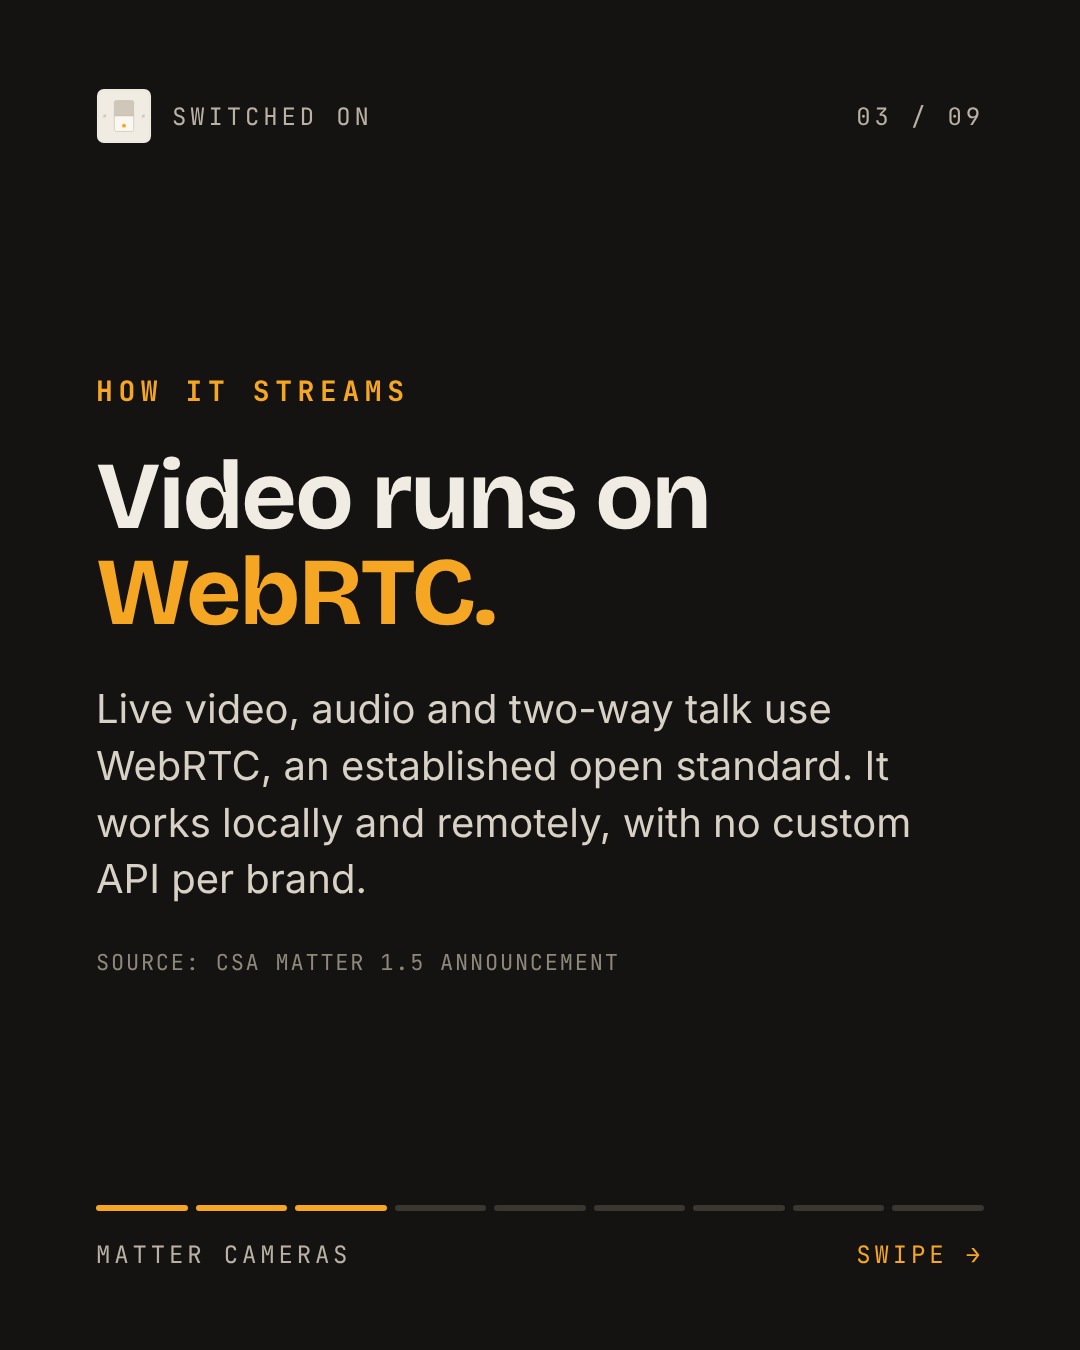 SWITCHED ON
03 / 09
HOW IT STREAMS
Video runs on
WebRTC.
Live video, audio and two-way talk use
WebRTC, an established open standard. It
works locally and remotely, with no custom
API per brand.
SOURCE: CSA MATTER 1.5 ANNOUNCEMENT
MATTER CAMERAS
SWIPE →